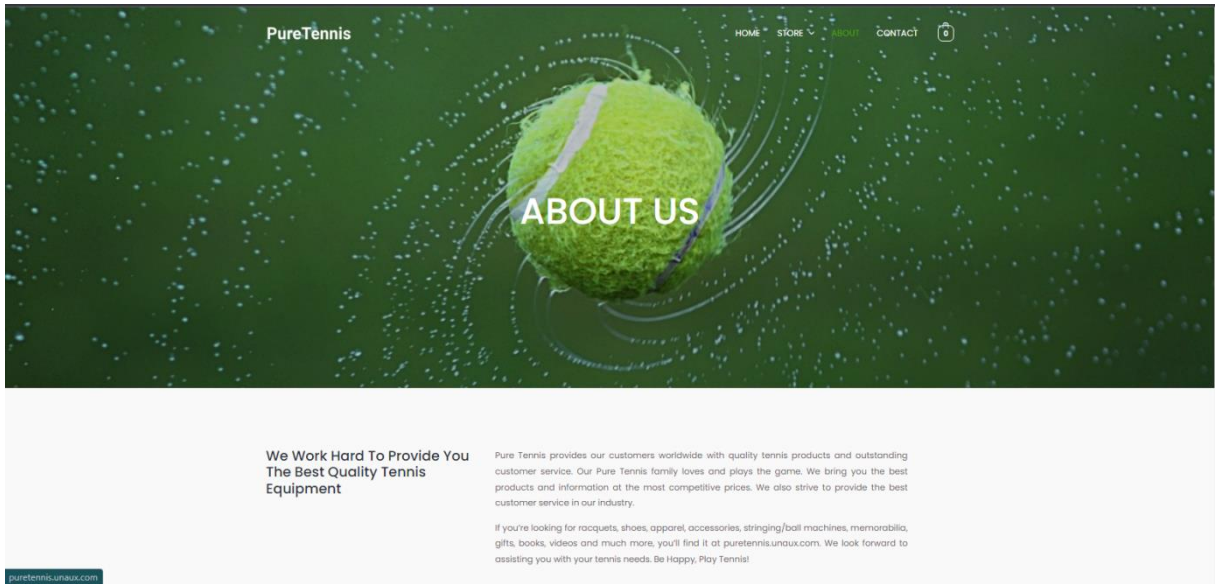 PureTennis
HOME STORE ABOUT CONTACT 0
ABOUT US
We Work Hard To Provide You
The Best Quality Tennis
Equipment
Pure Tennis provides our customers worldwide with quality tennis products and outstanding
customer service. Our Pure Tennis family loves and plays the game. We bring you the best
products and information at the most competitive prices. We also strive to provide the best
customer service in our industry.
If you're looking for racquets, shoes, apparel, accessories, stringing/ball machines, memorabilia,
gifts, books, videos and much more, you'll find it at puretennis.unaux.com. We look forward to
assisting you with your tennis needs. Be Happy, Play Tennis!
puretennis.unaux.com